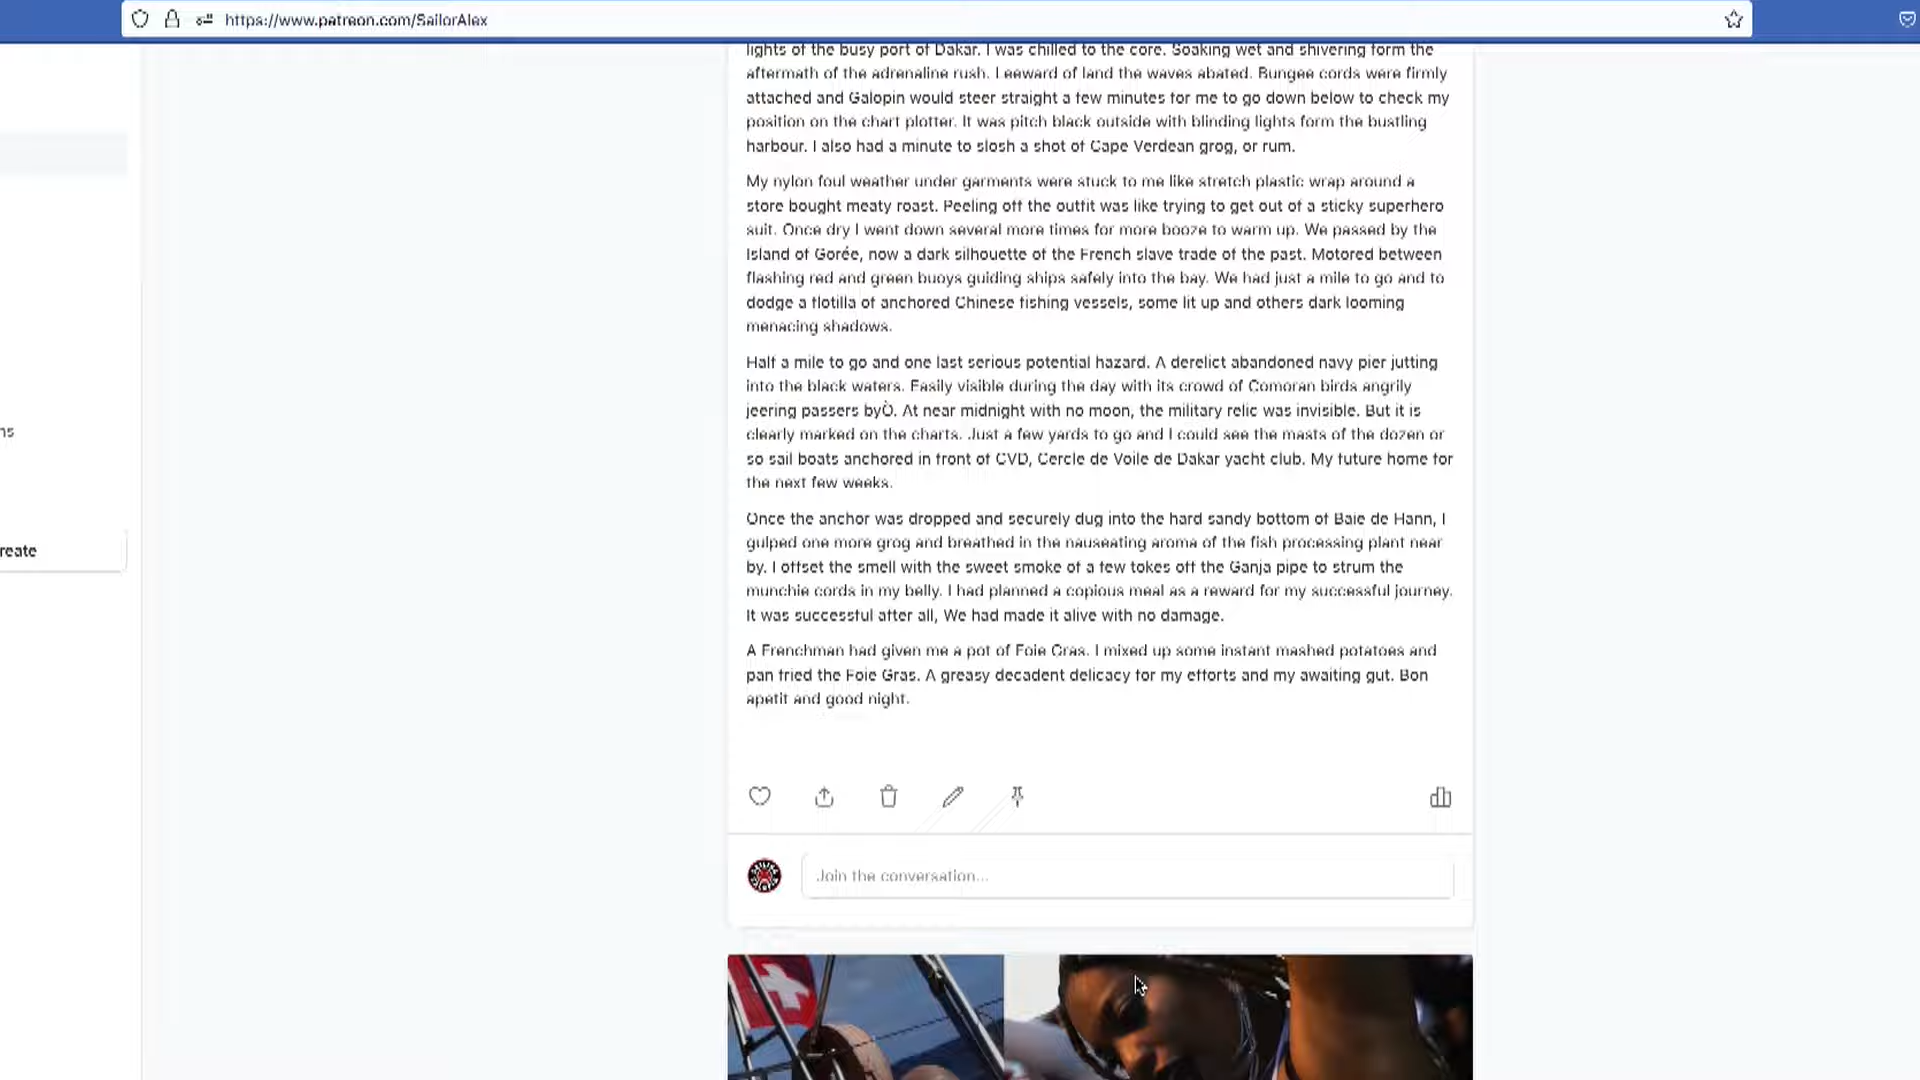 https://www.patreon.com/SailorAlex
lights of the busy port of Dakar. I was chilled to the core. Soaking wet and shivering form the
aftermath of the adrenaline rush. Leeward of land the waves abated. Bungee cords were firmly
attached and Galopin would steer straight a few minutes for me to go down below to check my
position on the chart plotter. It was pitch black outside with blinding lights form the bustling
harbour. I also had a minute to slosh a shot of Cape Verdean grog, or rum.
My nylon foul weather under garments were stuck to me like stretch plastic wrap around a
store bought meaty roast. Peeling off the outfit was like trying to get out of a sticky superhero
suit. Once dry I went down several more times for more booze to warm up. We passed by the
Island of Gorée, now a dark silhouette of the French slave trade of the past. Motored between
flashing red and green buoys guiding ships safely into the bay. We had just a mile to go and to
dodge a flotilla of anchored Chinese fishing vessels, some lit up and others dark looming
menacing shadows.
Half a mile to go and one last serious potential hazard. A derelict abandoned navy pier jutting
into the black waters. Easily visible during the day with its crowd of Comoran birds angrily
jeering passers byÒ. At near midnight with no moon, the military relic was invisible. But it is
clearly marked on the charts. Just a few yards to go and I could see the masts of the dozen or
so sail boats anchored in front of CVD, Cercle de Voile de Dakar yacht club. My future home for
the next few weeks.
ns
Once the anchor was dropped and securely dug into the hard sandy bottom of Baie de Hann, I
gulped one more grog and breathed in the nauseating aroma of the fish processing plant near
by. I offset the smell with the sweet smoke of a few tokes off the Ganja pipe to strum the
munchie cords in my belly. I had planned a copious meal as a reward for my successful journey.
It was successful after all, We had made it alive with no damage.
reate
A Frenchman had given me a pot of Foie Gras. I mixed up some instant mashed potatoes and
pan fried the Foie Gras. A greasy decadent delicacy for my efforts and my awaiting gut. Bon
apetit and good night.
Join the conversation...